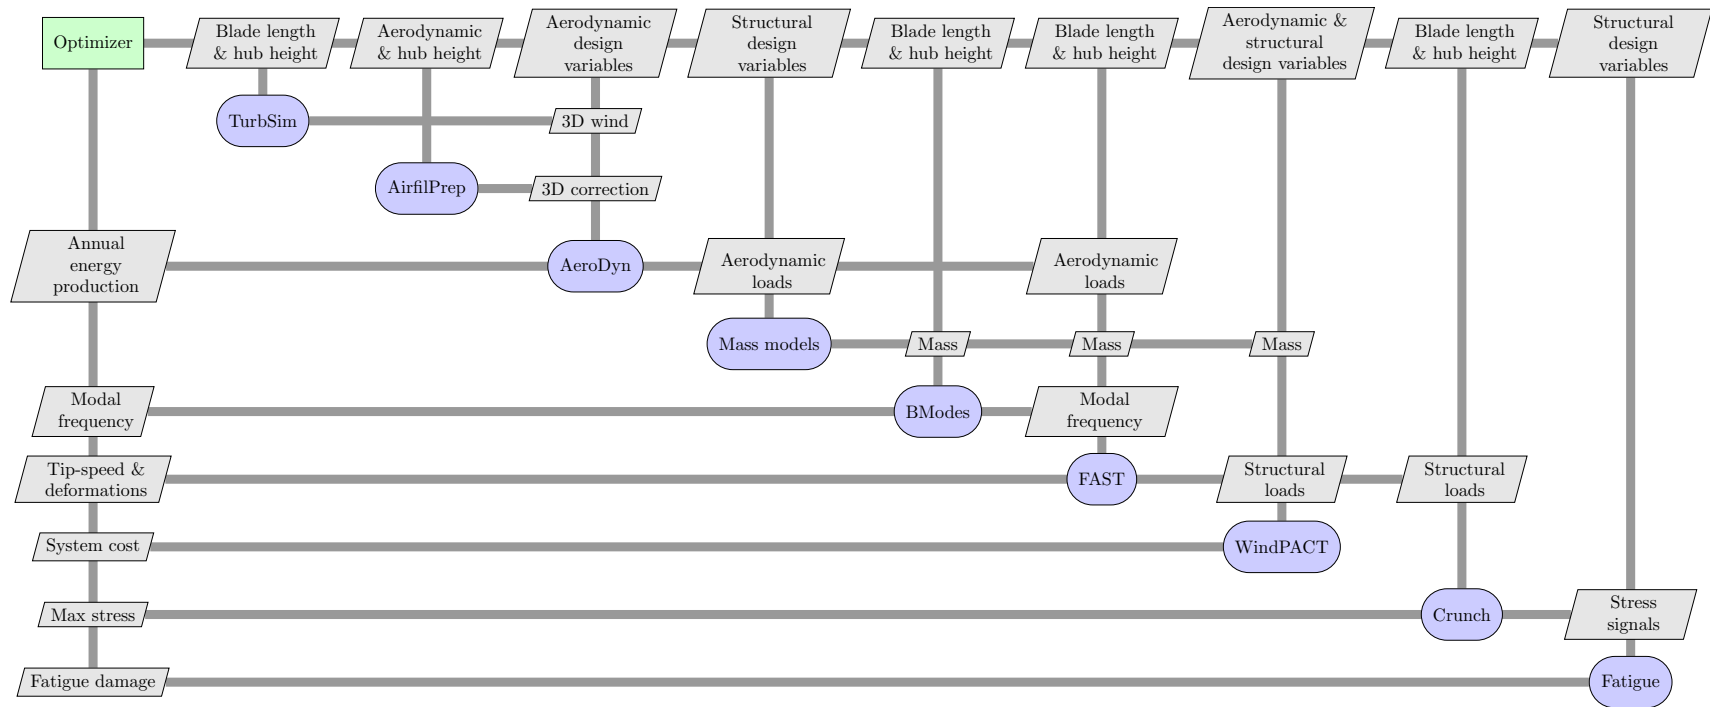 Optimizer
Blade length
& hub height
Aerodynamic
& hub height
Aerodynamic
design
variables
Structural
design
variables
Blade length
& hub height
Blade length
& hub height
Aerodynamic &
structural
design variables
Blade length
& hub height
Structural
design
variables
TurbSim
3D wind
AirfilPrep
3D correction
Annual
energy
production
AeroDyn
Aerodynamic
loads
Aerodynamic
loads
Mass models
Mass
Mass
Mass
Modal
frequency
BModes
Modal
frequency
Tip-speed &
deformations
FAST
Structural
loads
Structural
loads
System cost
WindPACT
Max stress
Crunch
Stress
signals
Fatigue damage
Fatigue